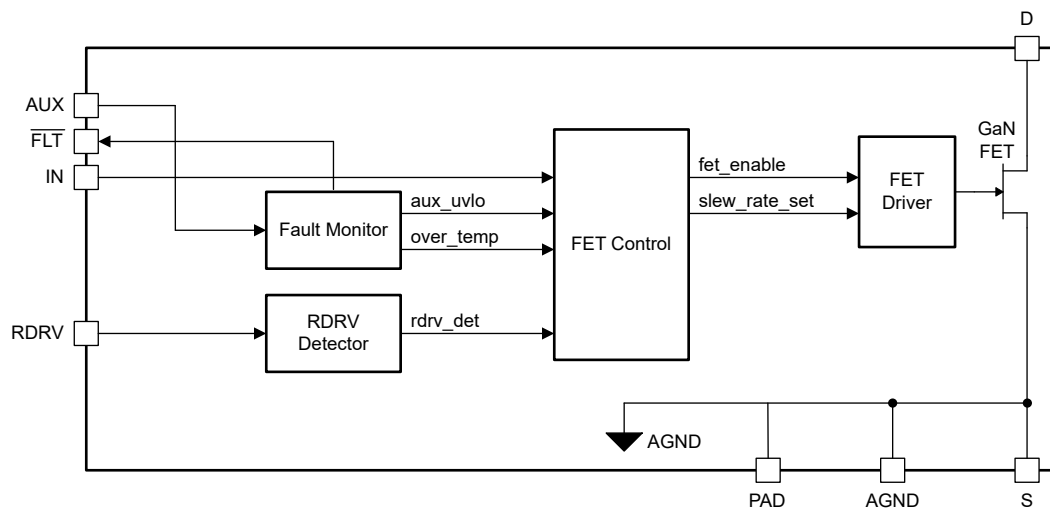 D
AUX
FLT
IN
GaN
FET
fet_enable
slew_rate_set
FET
Driver
aux_uvlo
over_temp
Fault Monitor
FET Control
RDRV
RDRV
Detector
rdrv_det
AGND
PAD
AGND
S